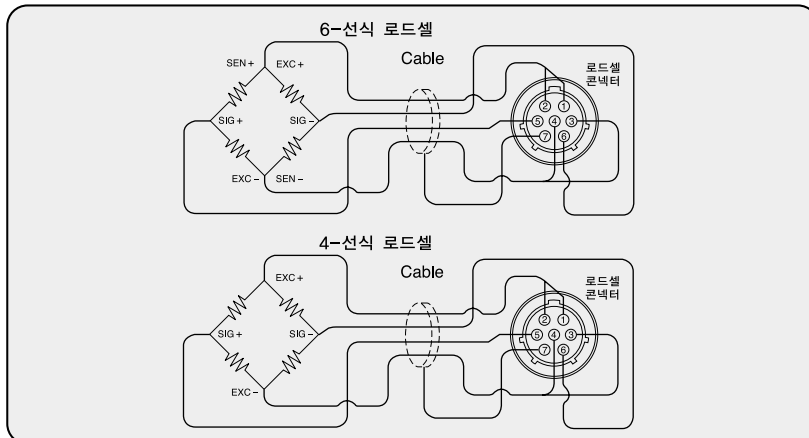 6-선식 로드셀
Cable
SEN+ EXC+
로드셀
콘넥터
SIG+ SIG-
② ①
⑤ ④ ③
⑦ ⑥
EXC- SEN-
4-선식 로드셀
Cable
EXC+
로드셀
콘넥터
SIG+ SIG-
② ①
⑤ ④ ③
⑦ ⑥
EXC-